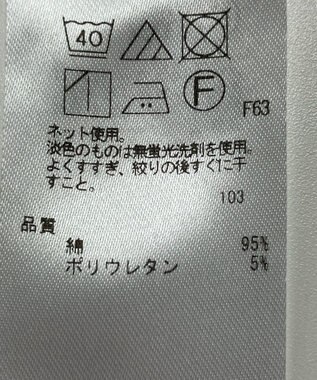 40
F F63
ネット使用。
淡色のものは無蛍光洗剤を使用
よくすすぎ、絞りの後すぐに干
すこと。
103
品質
綿 95%
ポリウレタン 5%